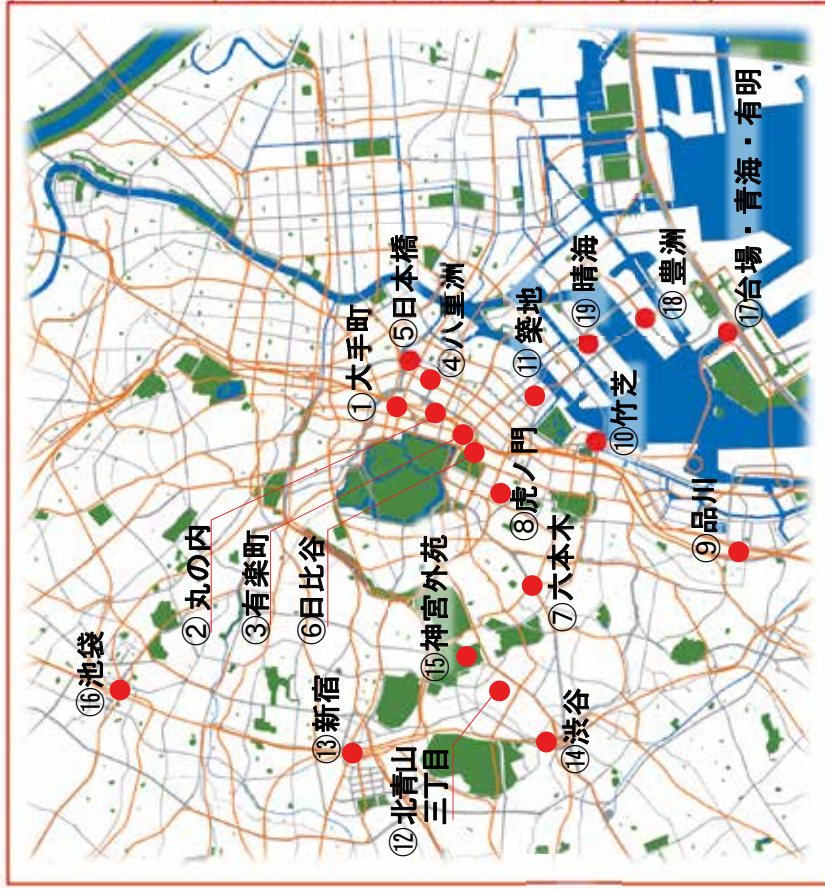 ①大手町
②丸の内
③有楽町
④八重洲
⑤日本橋
⑥日比谷
⑦六本木
⑧虎ノ門
⑨品川
⑩竹芝
⑪築地
⑫北青山
三丁目
⑬新宿
⑭渋谷
⑮神宮外苑
⑯池袋
⑰台場・青海・有明
⑱豊洲
⑲晴海